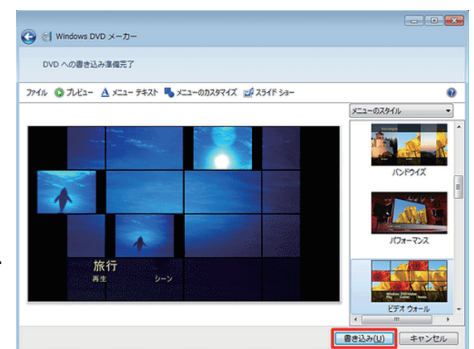 Windows DVD メーカー
DVD への書き込み準備完了
ファイル プレビュー メニュー テキスト メニューのカスタマイズ スライド ショー
メニューのスタイル
バンドワイズ
パフォーマンス
ビデオ ウォール
旅行
再生 シーン
書き込み(U) キャンセル